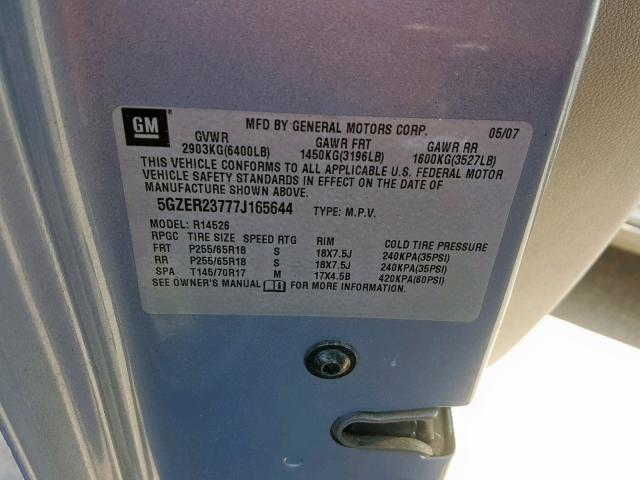 GM
MFD BY GENERAL MOTORS CORP. 05/07
GVWR GAWR FRT GAWR RR
2903KG(6400LB) 1450KG(3196LB) 1600KG(3527LB)
THIS VEHICLE CONFORMS TO ALL APPLICABLE U.S. FEDERAL MOTOR
VEHICLE SAFETY STANDARDS IN EFFECT ON THE DATE OF
MANUFACTURE SHOWN ABOVE.
5GZER23777J165644 TYPE: M.P.V.
MODEL: R14526
RPGC TIRE SIZE SPEED RTG RIM COLD TIRE PRESSURE
FRT P255/65R18 S 18X7.5J 240KPA(35PSI)
RR P255/65R18 S 18X7.5J 240KPA(35PSI)
SPA T145/70R17 M 17X4.5B 420KPA(60PSI)
SEE OWNER'S MANUAL FOR MORE INFORMATION.